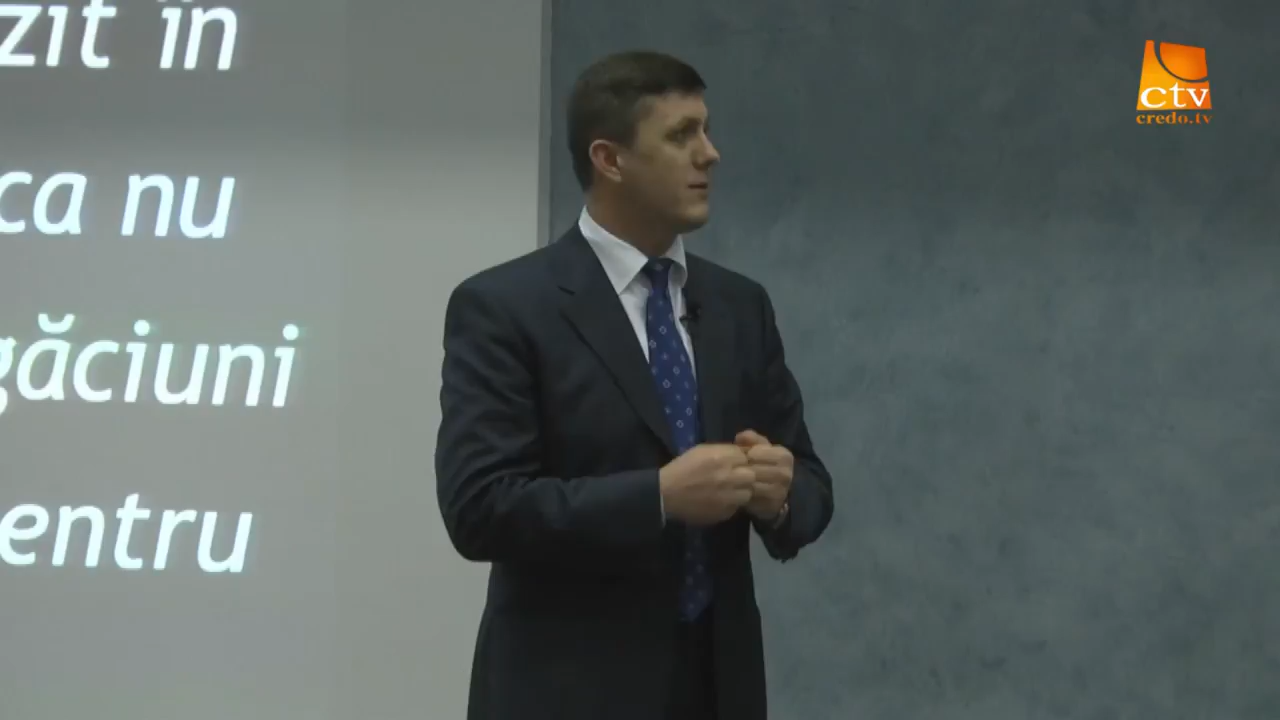 zit în
ca nu
găciuni
entru
ctv
credo.tv